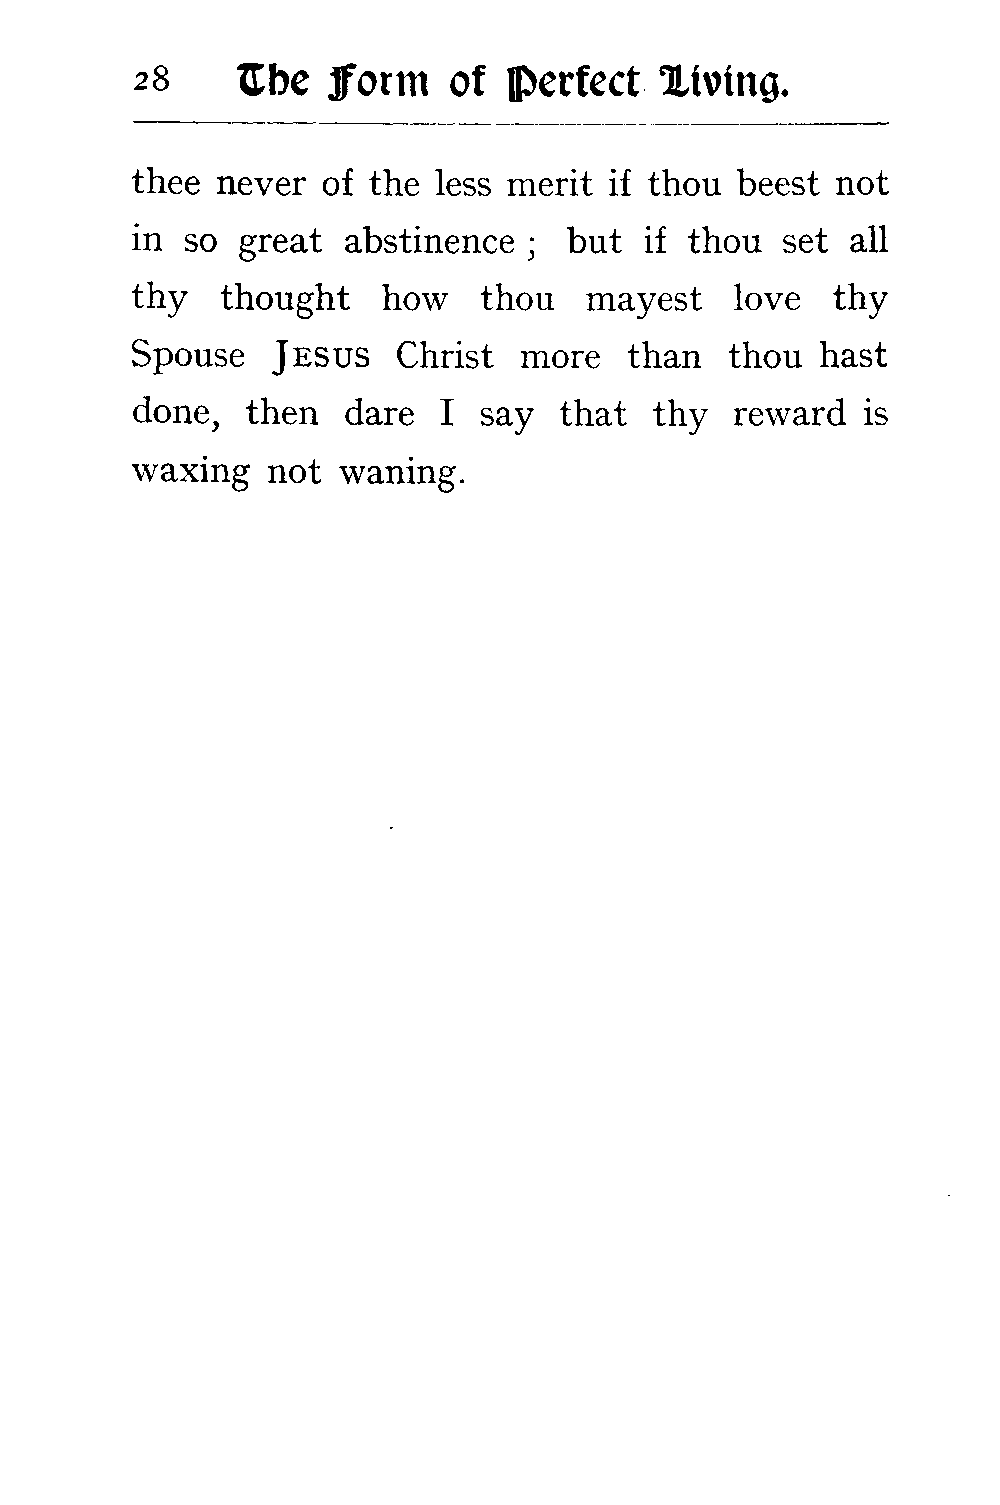 28 The Form of Perfect Living.
thee never of the less merit if thou beest not
in so great abstinence ; but if thou set all
thy thought how thou mayest love thy
Spouse JESUS Christ more than thou hast
done, then dare I say that thy reward is
waxing not waning.